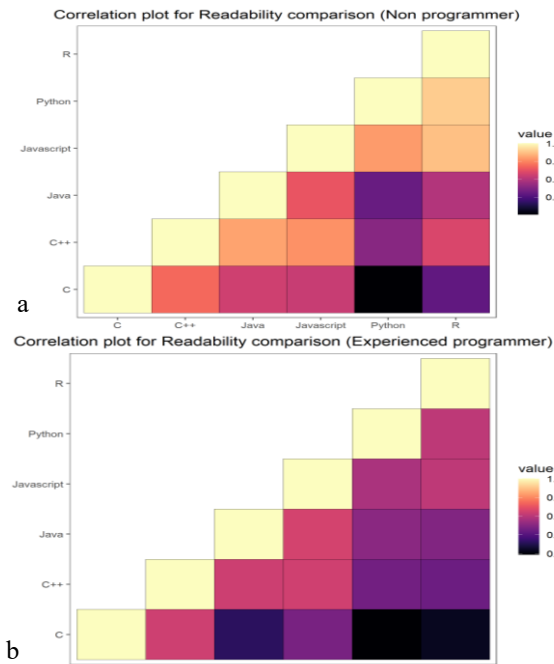 Correlation plot for Readability comparison (Non programmer)
R
Python
Javascript
Java
C++
C
value
1.
0.
0.
0.
a
C C++ Java Javascript Python R
Correlation plot for Readability comparison (Experienced programmer)
R
Python
Javascript
Java
C++
C
value
1
0
0
0
0
b